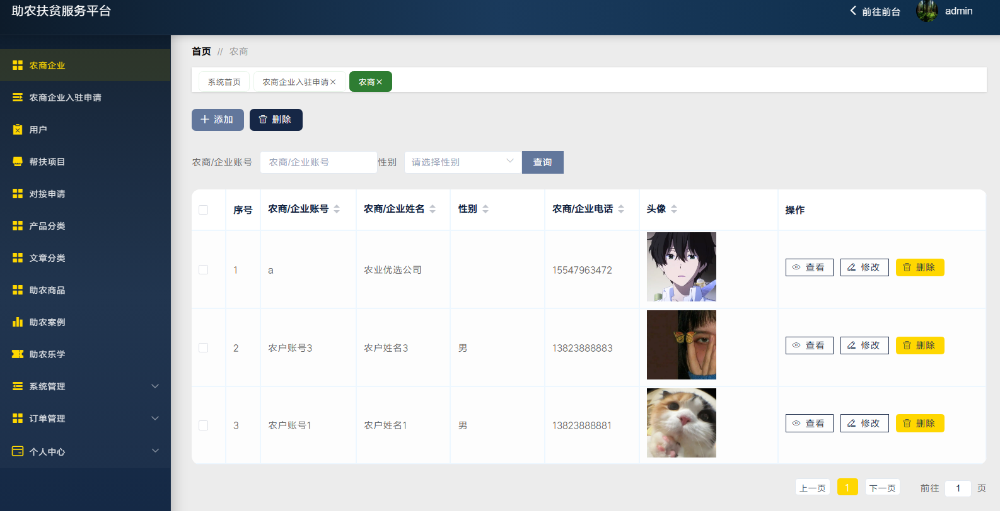 助农扶贫服务平台
前往前台 admin
农商企业
农商企业入驻申请
用户
帮扶项目
对接申请
产品分类
文章分类
助农商品
助农案例
助农乐学
系统管理
订单管理
个人中心
首页 // 农商
系统首页 农商企业入驻申请× 农商×
添加 删除
农商/企业账号 农商/企业账号 性别 请选择性别 查询
序号 农商/企业账号 农商/企业姓名 性别 农商/企业电话 头像 操作
1 a 农业优选公司 15547963472 查看 修改 删除
2 农户账号3 农户姓名3 男 13823888883 查看 修改 删除
3 农户账号1 农户姓名1 男 13823888881 查看 修改 删除
上一页 1 下一页 前往 1 页